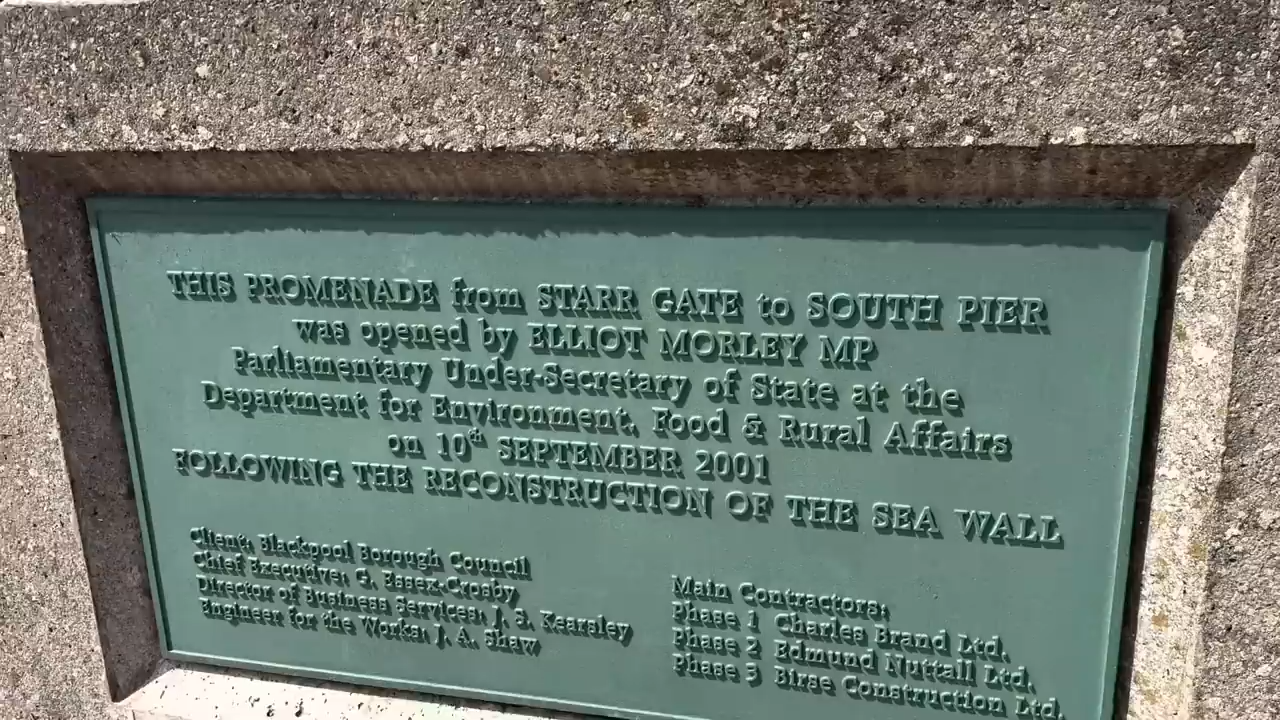 THIS PROMENADE from STARR GATE to SOUTH PIER
was opened by ELLIOT MORLEY MP
Parliamentary Under-Secretary of State at the
Department for Environment, Food & Rural Affairs
on 10th SEPTEMBER 2001
FOLLOWING THE RECONSTRUCTION OF THE SEA WALL
Client: Blackpool Borough Council
Chief Executive: G. Essex-Crosby
Director of Business Services: J. S. Kearsley
Engineer for the Works: J. A. Shaw
Main Contractors:
Phase 1 Charles Brand Ltd.
Phase 2 Edmund Nuttall Ltd.
Phase 3 Birse Construction Ltd.